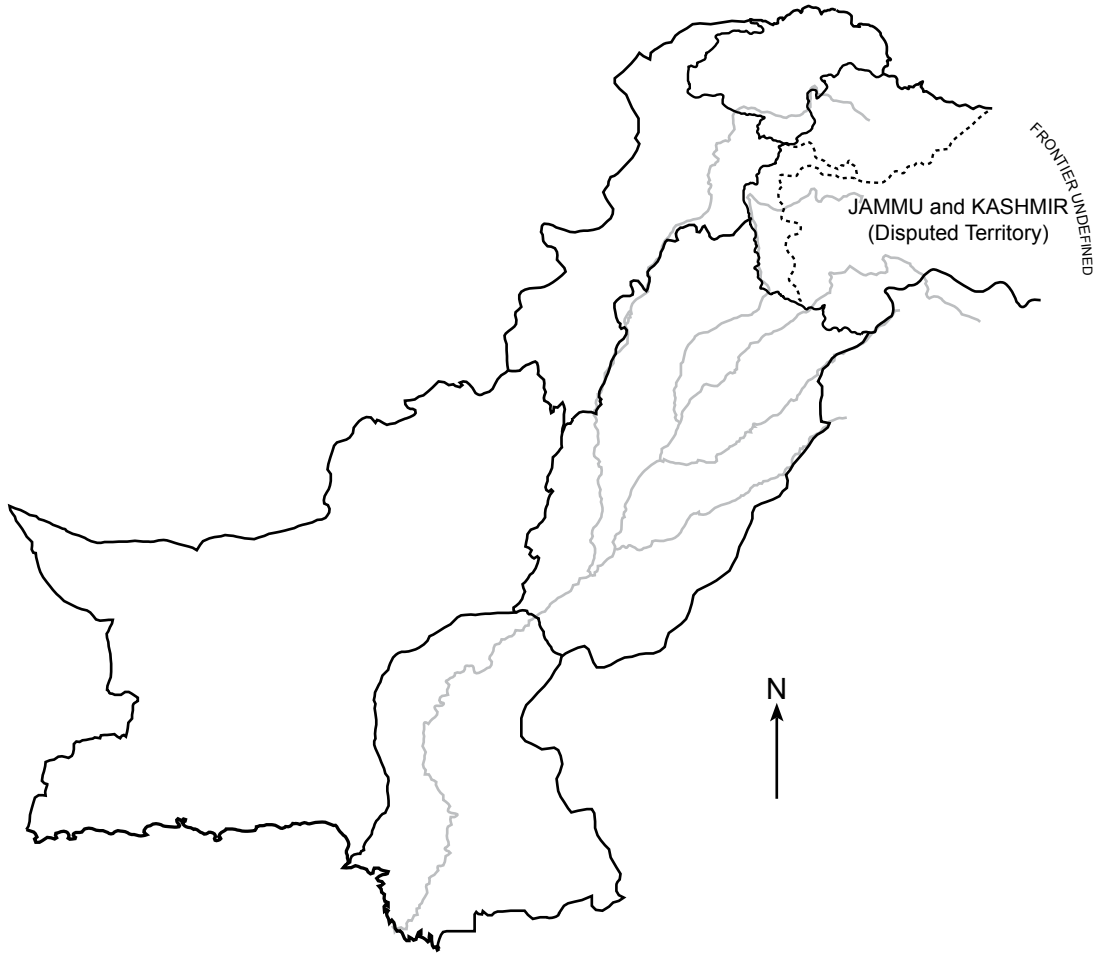 FRONTIER UNDEFINED
JAMMU and KASHMIR
(Disputed Territory)
N